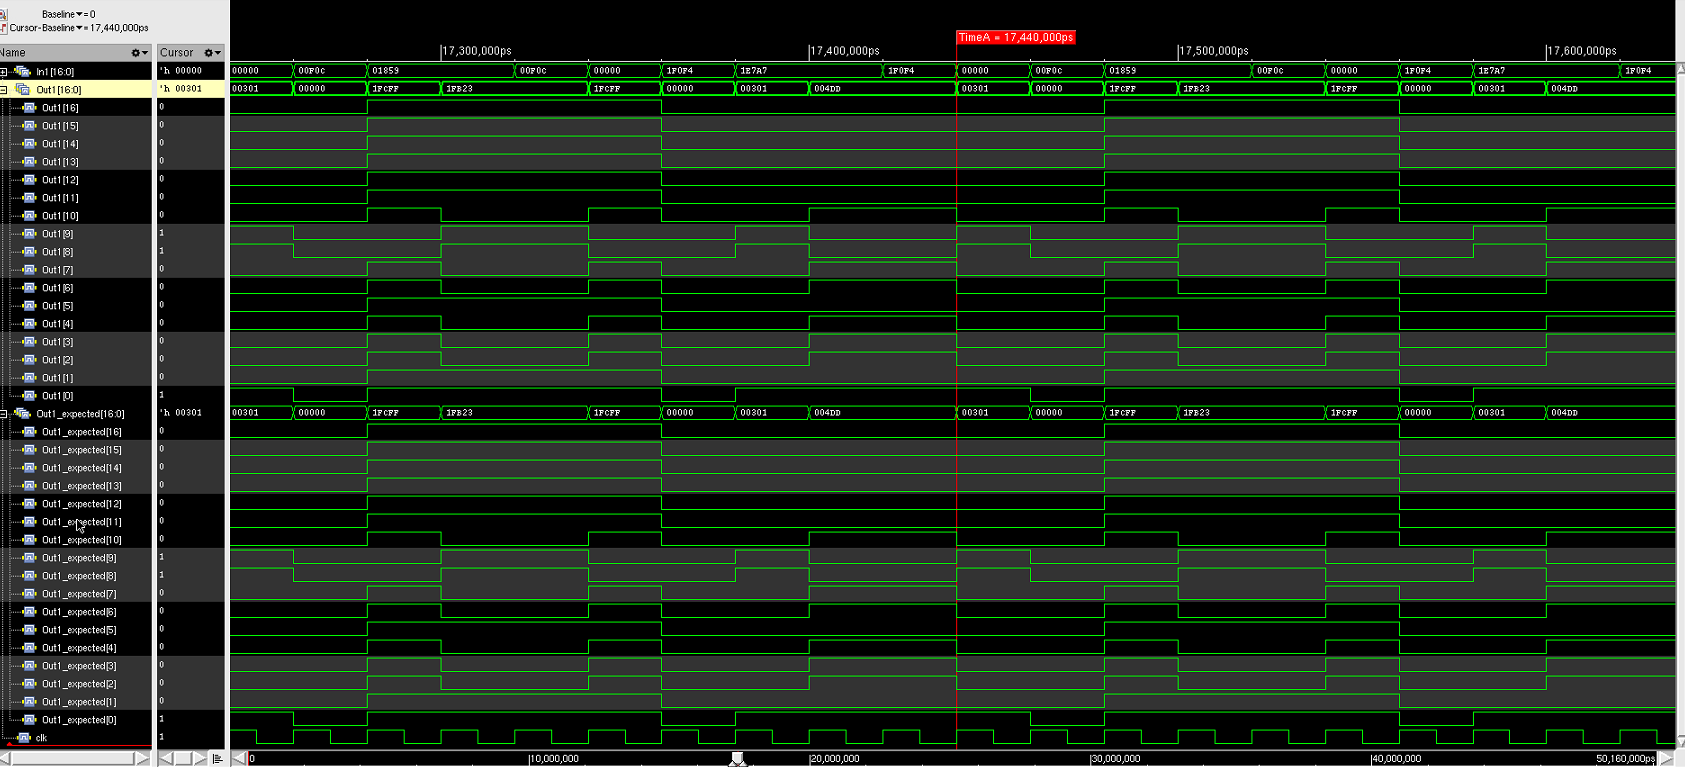 Baseline▼=0
Cursor-Baseline▼=17,440,000ps
TimeA = 17,440,000ps
Name Cursor 17,300,000ps 17,400,000ps 17,500,000ps 17,600,000ps
In1[16:0] 'h 00000 00000 00F0C 01859 00F0C 00000 1F0F4 1E7A7 1F0F4 00000 00F0C 01859 00F0C 00000 1F0F4 1E7A7 1F0F4
Out1[16:0] 'h 00301 00301 00000 1FCFF 1FB23 1FCFF 00000 00301 004DD 00301 00000 1FCFF 1FB23 1FCFF 00000 00301 004DD
Out1[16] 0
Out1[15] 0
Out1[14] 0
Out1[13] 0
Out1[12] 0
Out1[11] 0
Out1[10] 0
Out1[9] 1
Out1[8] 1
Out1[7] 0
Out1[6] 0
Out1[5] 0
Out1[4] 0
Out1[3] 0
Out1[2] 0
Out1[1] 0
Out1[0] 1
Out1_expected[16:0] 'h 00301 00301 00000 1FCFF 1FB23 1FCFF 00000 00301 004DD 00301 00000 1FCFF 1FB23 1FCFF 00000 00301 004DD
Out1_expected[16] 0
Out1_expected[15] 0
Out1_expected[14] 0
Out1_expected[13] 0
Out1_expected[12] 0
Out1_expected[11] 0
Out1_expected[10] 0
Out1_expected[9] 1
Out1_expected[8] 1
Out1_expected[7] 0
Out1_expected[6] 0
Out1_expected[5] 0
Out1_expected[4] 0
Out1_expected[3] 0
Out1_expected[2] 0
Out1_expected[1] 0
Out1_expected[0] 1
clk 1
0 10,000,000 20,000,000 30,000,000 40,000,000 50,160,000ps